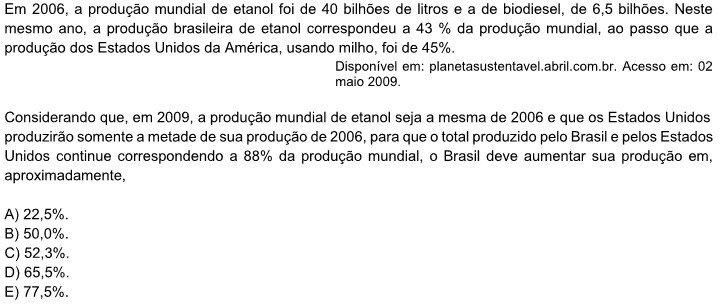 Em 2006, a produção mundial de etanol foi de 40 bilhões de litros e a de biodiesel, de 6,5 bilhões. Neste
mesmo ano, a produção brasileira de etanol correspondeu a 43 % da produção mundial, ao passo que a
produção dos Estados Unidos da América, usando milho, foi de 45%.
Disponível em: planetasustentavel.abril.com.br. Acesso em: 02
maio 2009.
Considerando que, em 2009, a produção mundial de etanol seja a mesma de 2006 e que os Estados Unidos
produzirão somente a metade de sua produção de 2006, para que o total produzido pelo Brasil e pelos Estados
Unidos continue correspondendo a 88% da produção mundial, o Brasil deve aumentar sua produção em,
aproximadamente,
A) 22,5%.
B) 50,0%.
C) 52,3%.
D) 65,5%.
E) 77,5%.